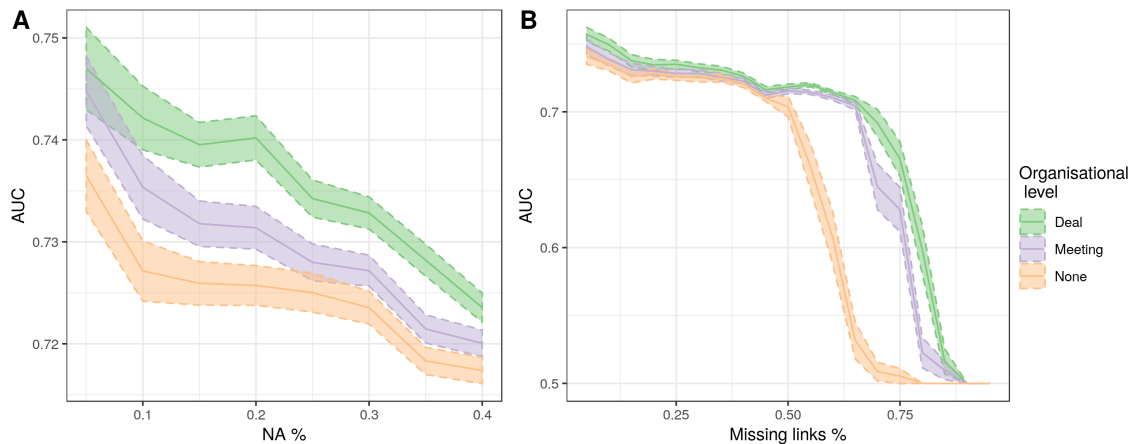 A
B
0.75
0.74
0.73
0.72
AUC
0.1
0.2
0.3
0.4
NA %
0.7
0.6
0.5
AUC
0.25
0.50
0.75
Missing links %
Organisational
level
Deal
Meeting
None